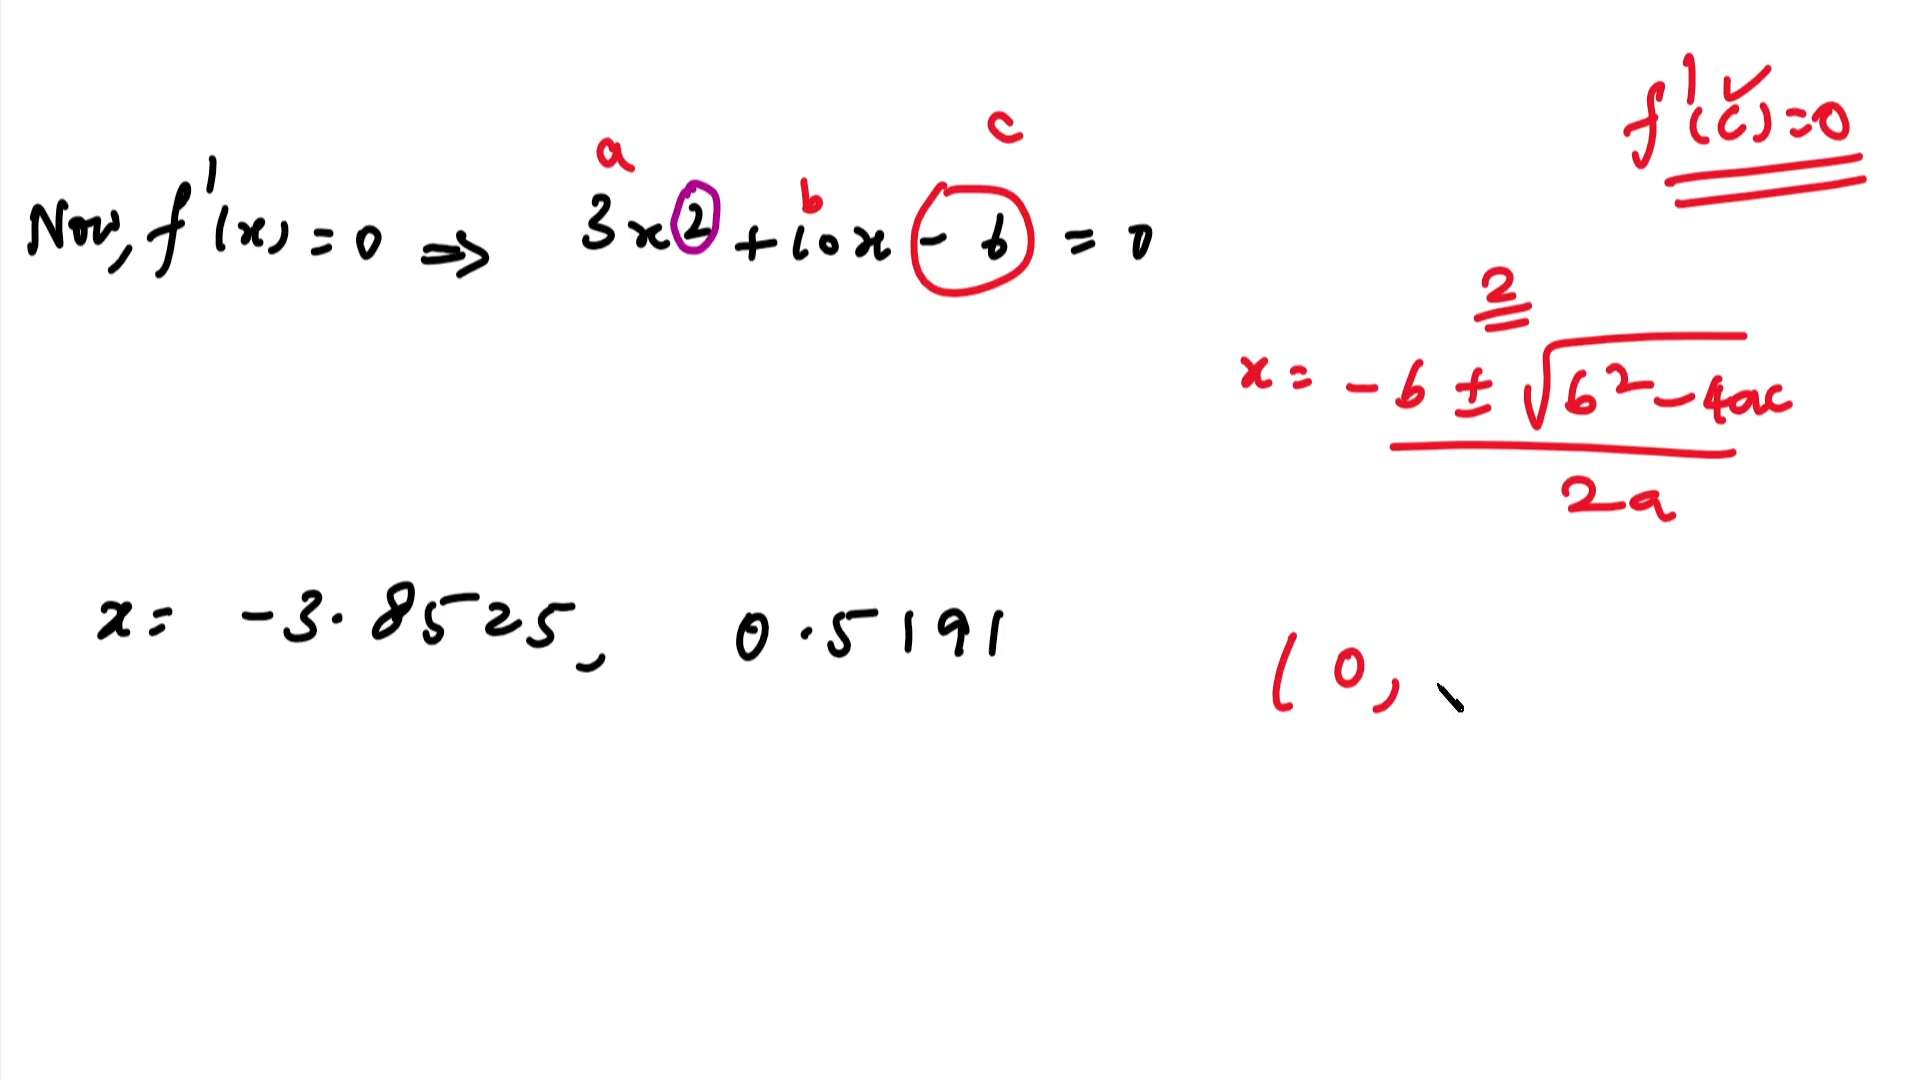 f'(c)=0
a b c
Now, f'(x)=0 ⇒ 3x2+10x-6=0
2
x= -b ± √b²-4ac
2a
x= -3.8525, 0.5191
(0,